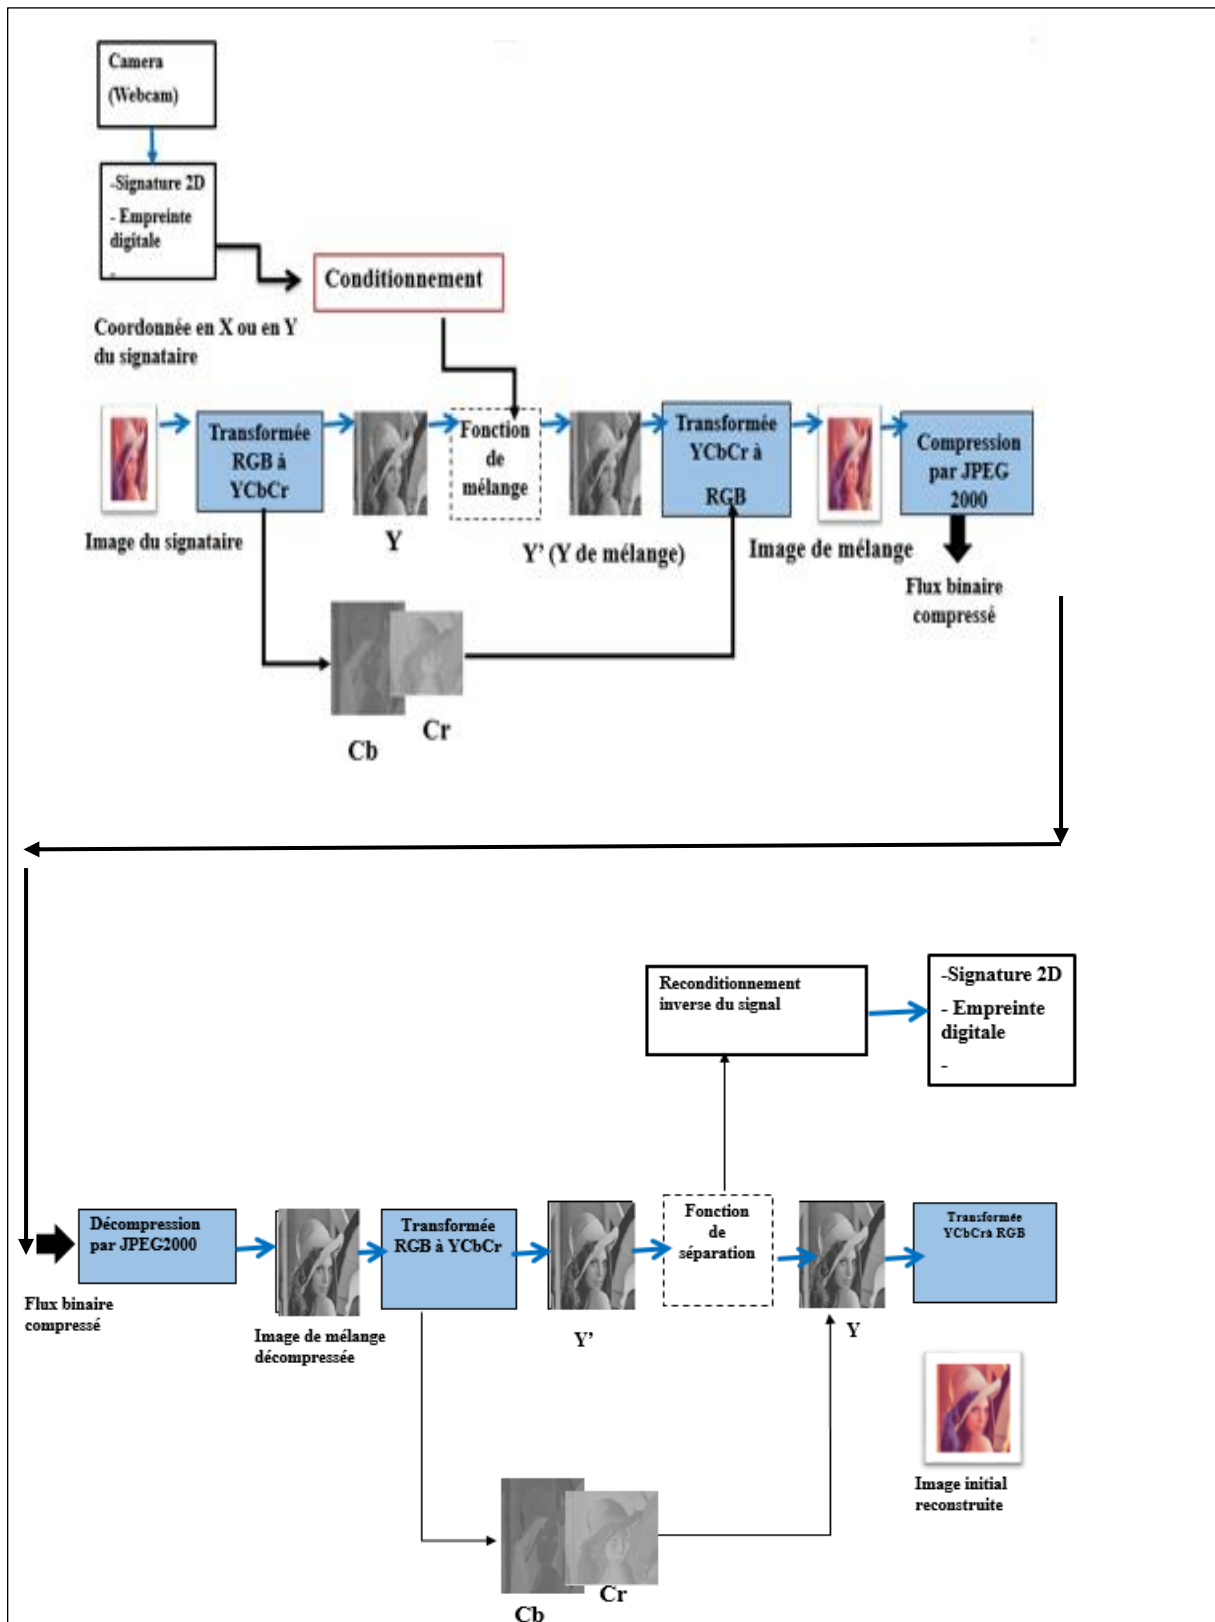 Camera
(Webcam)
-Signature 2D
- Empreinte
digitale
-
Conditionnement
Coordonnée en X ou en Y
du signataire
Transformée
RGB à
YCbCr
Fonction
de
mélange
Transformée
YCbCr à
RGB
Compression
par JPEG
2000
Image du signataire
Y
Y’ (Y de mélange)
Image de mélange
Flux binaire
compressé
Cb
Cr
Reconditionnement
inverse du signal
-Signature 2D
- Empreinte
digitale
-
Décompression
par JPEG2000
Transformée
RGB à YCbCr
Fonction
de
séparation
Transformée
YCbCrà RGB
Flux binaire
compressé
Image de mélange
décompressée
Y’
Y
Image initial
reconstruite
Cb
Cr